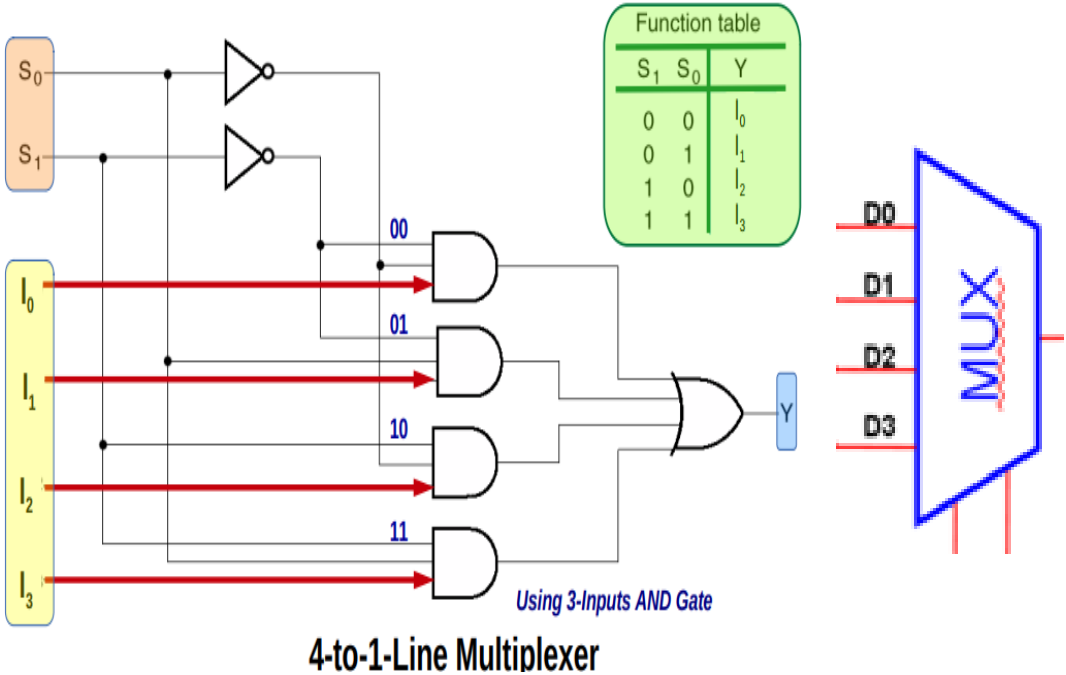 Function table
S₁ S₀ Y
0 0 I₀
0 1 I₁
1 0 I₂
1 1 I₃
S₀
S₁
I₀
I₁
I₂
I₃
00
01
10
11
Y
Using 3-Inputs AND Gate
4-to-1-Line Multiplexer
D0
D1
D2
D3
MUX